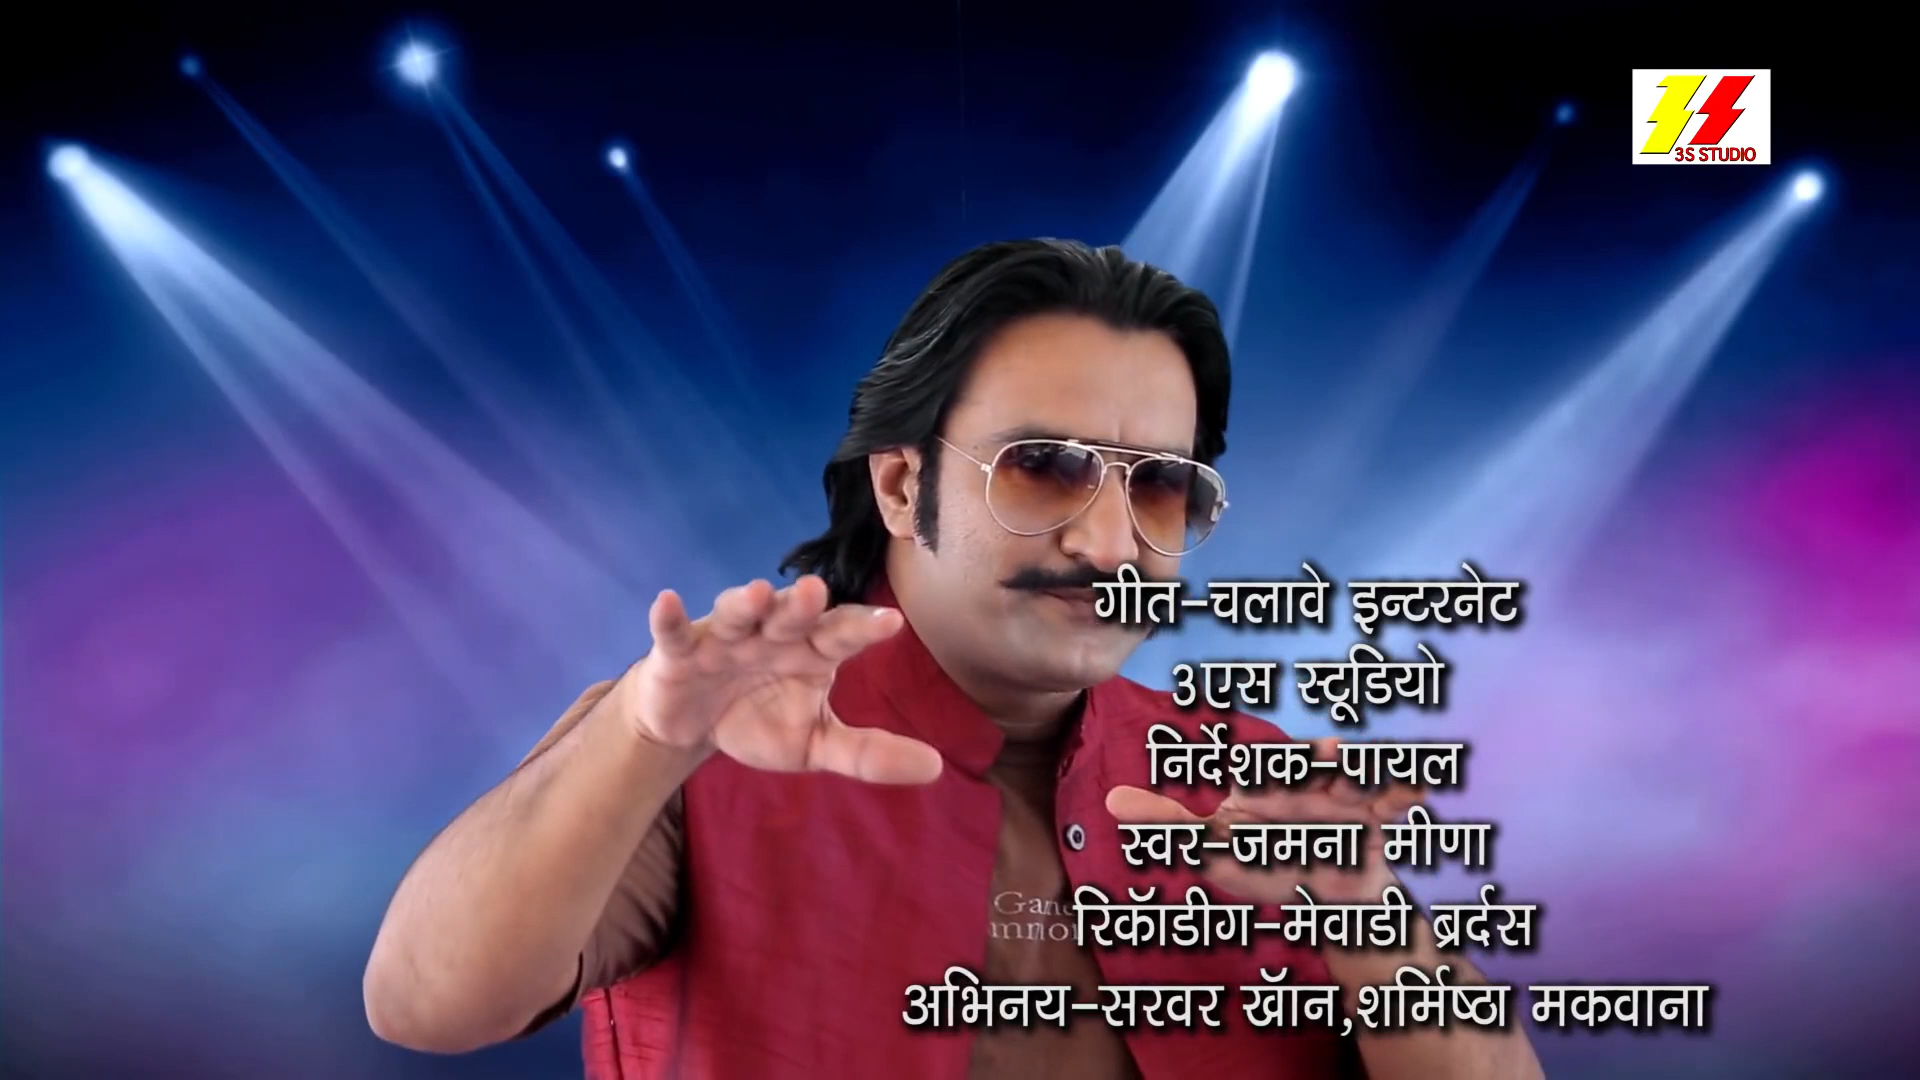 3S STUDIO
गीत-चलावे इन्टरनेट
3एस स्टूडियो
निर्देशक-पायल
स्वर-जमना मीणा
रिकॅाडीग-मेवाडी ब्रर्दस
अभिनय-सरवर खॅान,शर्मिष्ठा मकवाना